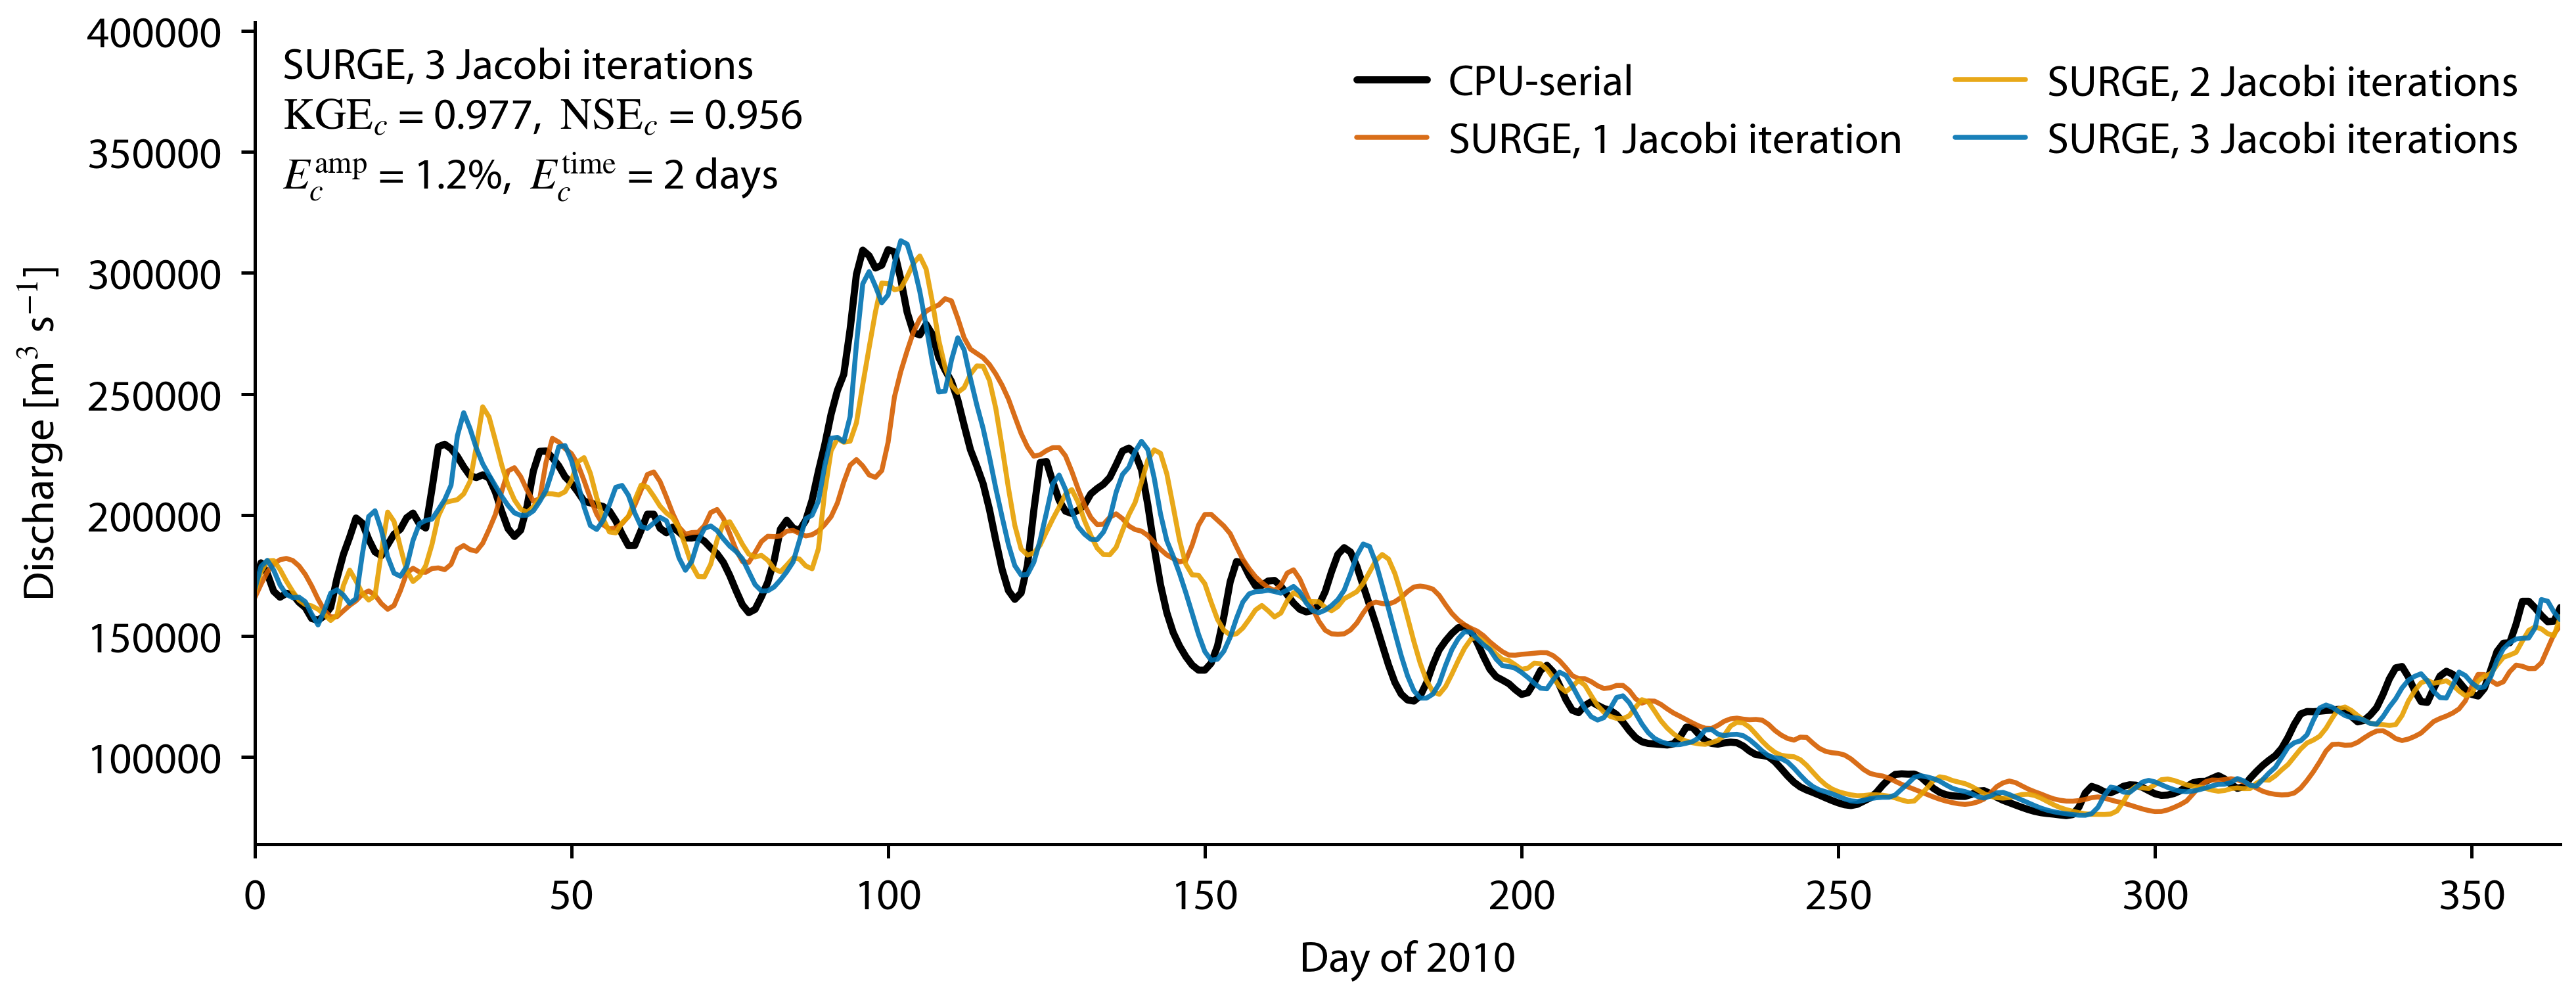 SURGE, 3 Jacobi iterations
KGE_c = 0.977, NSE_c = 0.956
E_c^amp = 1.2%, E_c^time = 2 days
CPU-serial
SURGE, 1 Jacobi iteration
SURGE, 2 Jacobi iterations
SURGE, 3 Jacobi iterations
Discharge [m³ s⁻¹]
400000
350000
300000
250000
200000
150000
100000
0 50 100 150 200 250 300 350
Day of 2010